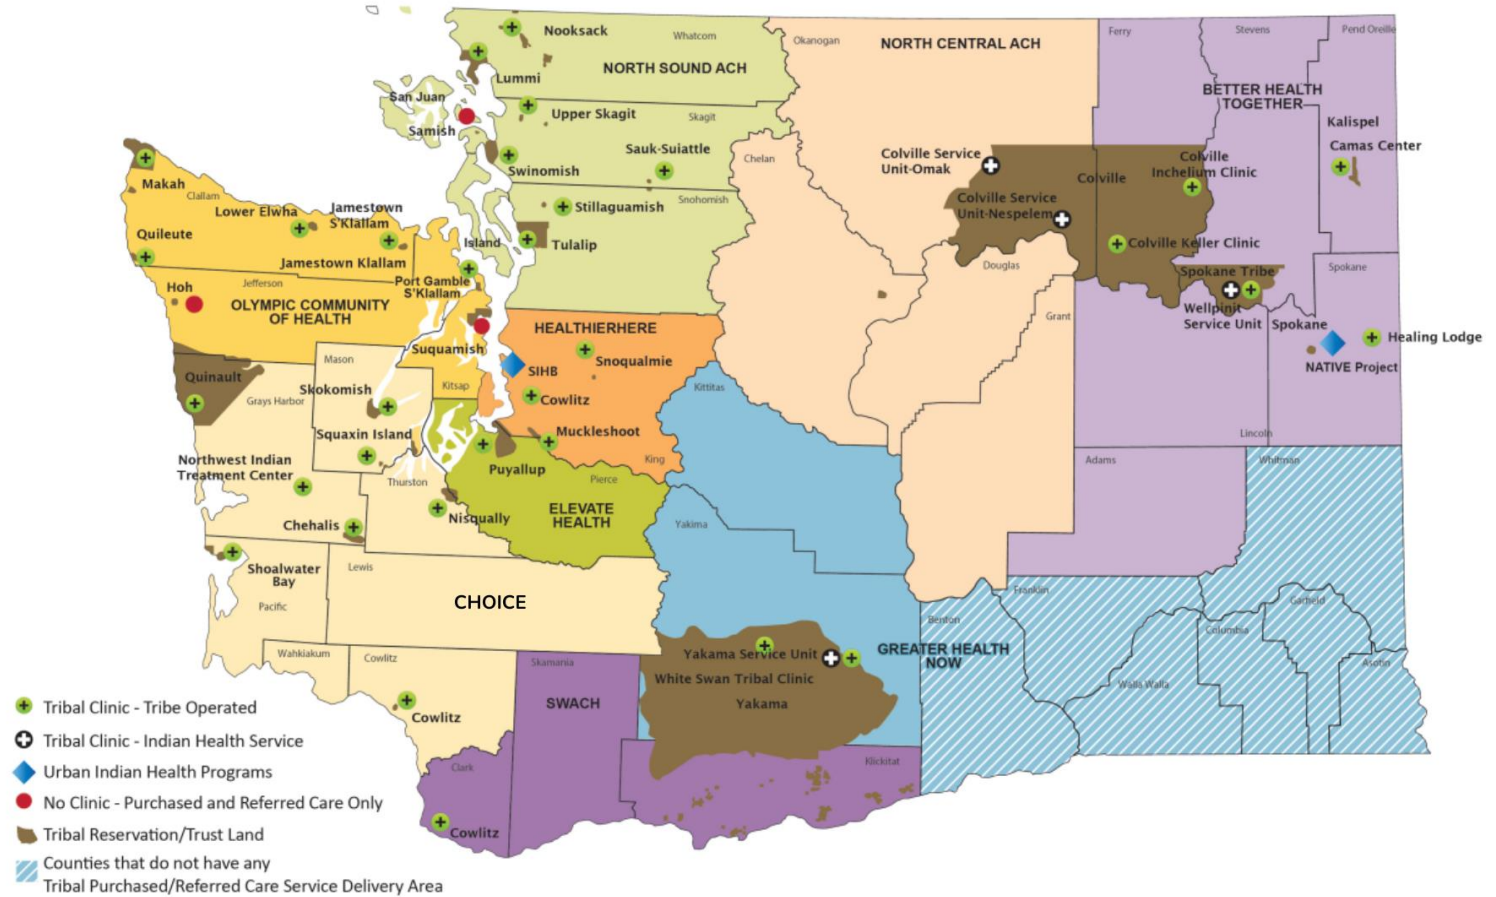 Nooksack
Whatcom
Okanogan
NORTH CENTRAL ACH
Ferry
Stevens
Pend Oreille
Lummi
NORTH SOUND ACH
BETTER HEALTH
TOGETHER
San Juan
Samish
Upper Skagit
Skagit
Kalispel
Camas Center
Sauk-Suiattle
Swinomish
Chelan
Colville Service
Unit-Omak
Colville
Colville
Inchelium Clinic
Makah
Clallam
Lower Elwha
Jamestown
S'Klallam
Stillaguamish
Snohomish
Colville Service
Unit-Nespelem
Quileute
Island
Tulalip
Colville Keller Clinic
Jamestown Klallam
Port Gamble
S'Klallam
Douglas
Spokane Tribe
Spokane
Hoh
Jefferson
OLYMPIC COMMUNITY
OF HEALTH
Grant
Wellpinit
Service Unit
Spokane
Healing Lodge
HEALTHIERHERE
Suquamish
Snoqualmie
NATIVE Project
Mason
SIHB
Quinault
Skokomish
Kitsap
Kittitas
Grays Harbor
Cowlitz
Squaxin Island
Muckleshoot
Lincoln
Northwest Indian
Treatment Center
Puyallup
King
Adams
Whitman
Thurston
Pierce
Chehalis
Nisqually
ELEVATE
HEALTH
Yakima
Shoalwater
Bay
Lewis
Pacific
CHOICE
Franklin
Garfield
Benton
Columbia
Wahkiakum
Cowlitz
Skamania
Yakama Service Unit
GREATER HEALTH
NOW
Asotin
White Swan Tribal Clinic
Walla Walla
Yakama
SWACH
Cowlitz
Clark
Klickitat
Cowlitz
Tribal Clinic - Tribe Operated
Tribal Clinic - Indian Health Service
Urban Indian Health Programs
No Clinic - Purchased and Referred Care Only
Tribal Reservation/Trust Land
Counties that do not have any
Tribal Purchased/Referred Care Service Delivery Area